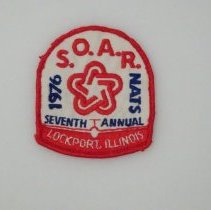 S.O.A.R.
1976
NATS
SEVENTH ANNUAL
LOCKPORT, ILLINOIS